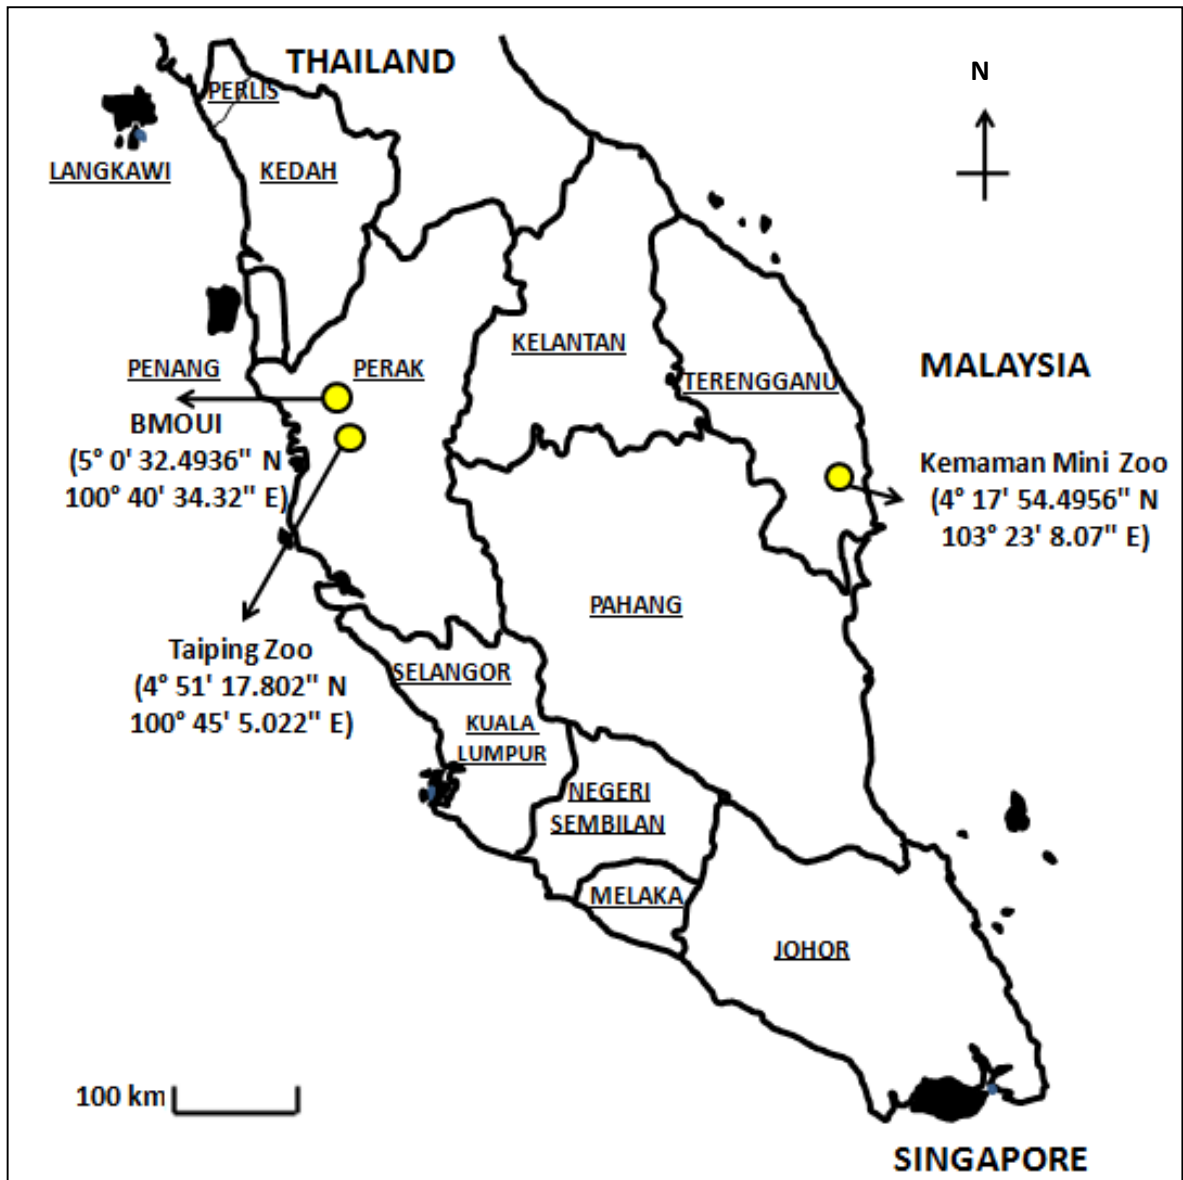 THAILAND
N
PERLIS
LANGKAWI
KEDAH
KELANTAN
PENANG
PERAK
MALAYSIA
TERENGGANU
BMOUI
(5° 0' 32.4936" N
100° 40' 34.32" E)
Kemaman Mini Zoo
(4° 17' 54.4956" N
103° 23' 8.07" E)
PAHANG
Taiping Zoo
(4° 51' 17.802" N
100° 45' 5.022" E)
SELANGOR
KUALA
LUMPUR
NEGERI
SEMBILAN
MELAKA
JOHOR
100 km
SINGAPORE